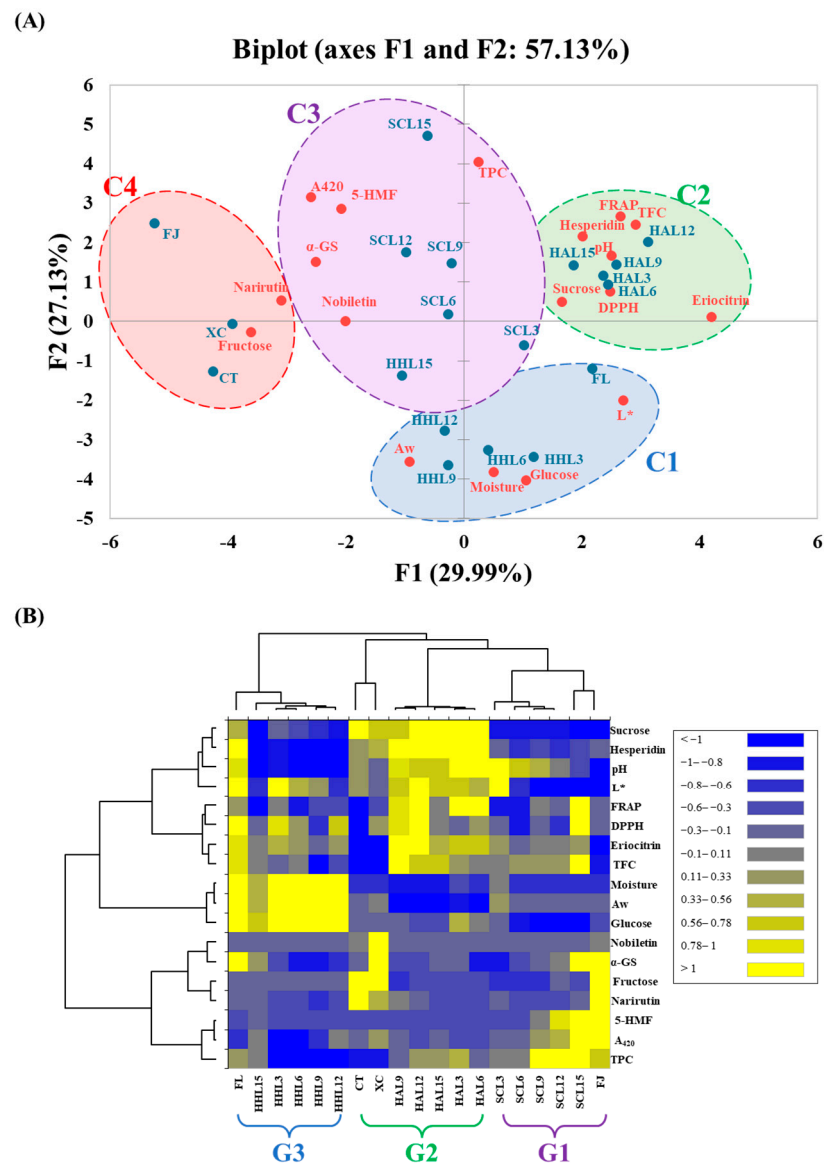 (A)
Biplot (axes F1 and F2: 57.13%)
F2 (27.13%)
6
5
4
3
2
1
0
-1
-2
-3
-4
-5
C3
SCL15
TPC
C4
A420
5-HMF
C2
FRAP
TFC
FJ
Hesperidin
HAL12
α-GS
SCL12
SCL9
pH
HAL15
HAL9
HAL3
Narirutin
Nobiletin
SCL6
Sucrose
HAL6
DPPH
Eriocitrin
XC
Fructose
SCL3
CT
HHL15
FL
L*
HHL12
Aw
HHL9
HHL6
HHL3
Moisture
Glucose
C1
-6
-4
-2
0
2
4
6
F1 (29.99%)
(B)
Sucrose
Hesperidin
pH
L*
FRAP
DPPH
Eriocitrin
TFC
Moisture
Aw
Glucose
Nobiletin
α-GS
Fructose
Narirutin
5-HMF
A₄₂₀
TPC
< -1
-1– -0.8
-0.8– -0.6
-0.6– -0.3
-0.3– -0.1
-0.1– 0.11
0.11– 0.33
0.33– 0.56
0.56– 0.78
0.78– 1
> 1
FL
HHL15
HHL3
HHL6
HHL9
HHL12
CT
XC
HAL9
HAL12
HAL15
HAL3
HAL6
SCL3
SCL6
SCL9
SCL12
SCL15
FJ
G3
G2
G1